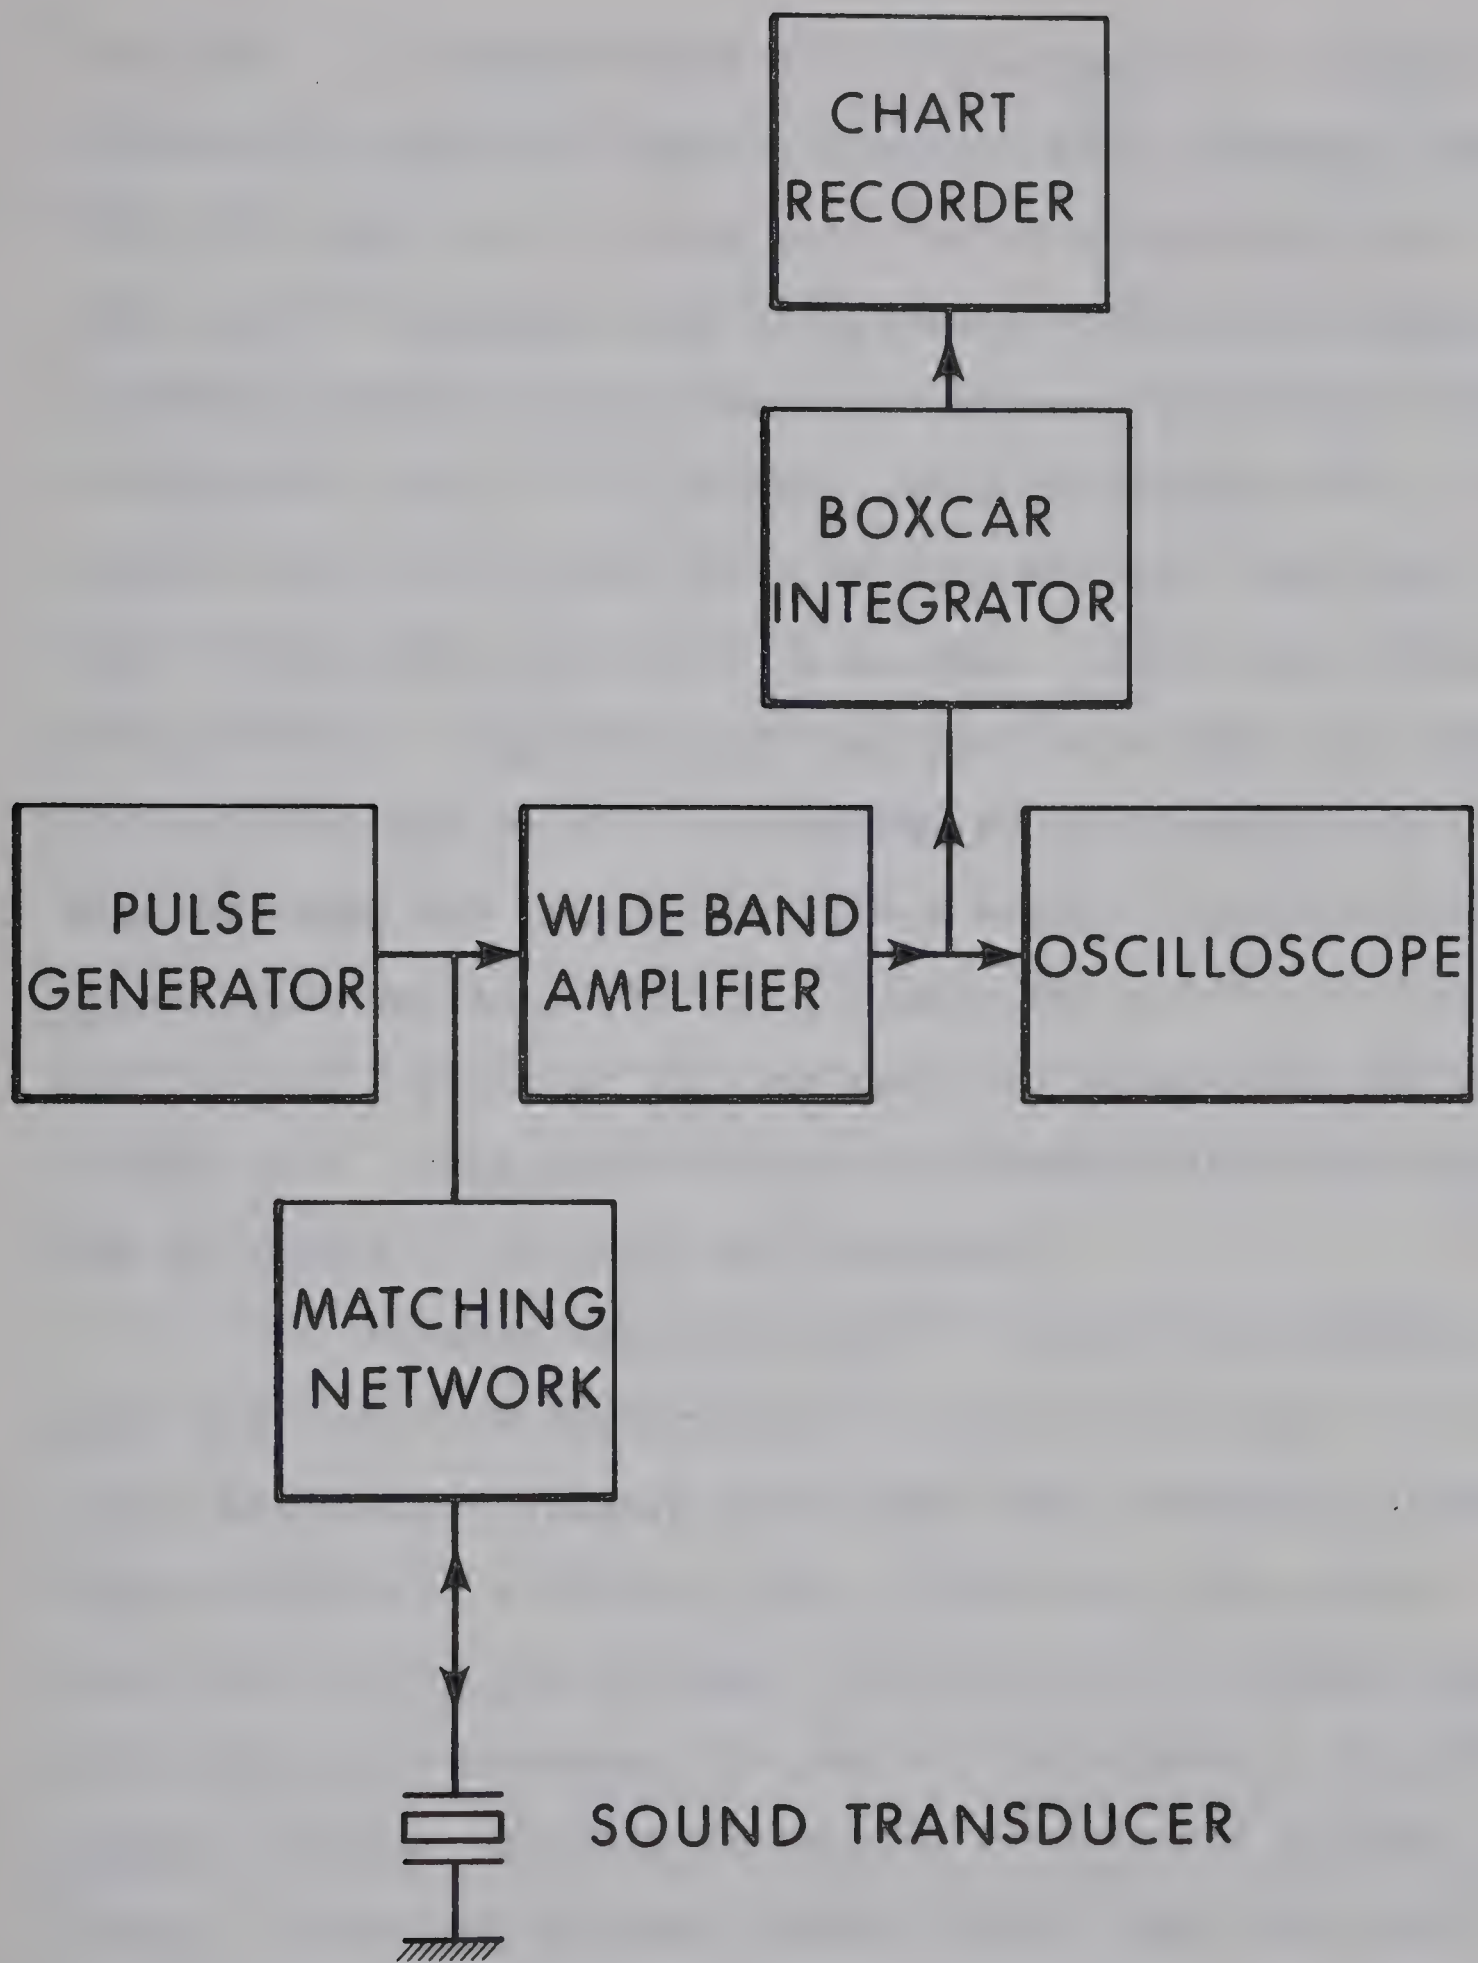 CHART
RECORDER
BOXCAR
INTEGRATOR
PULSE
GENERATOR
WIDE BAND
AMPLIFIER
OSCILLOSCOPE
MATCHING
NETWORK
SOUND TRANSDUCER